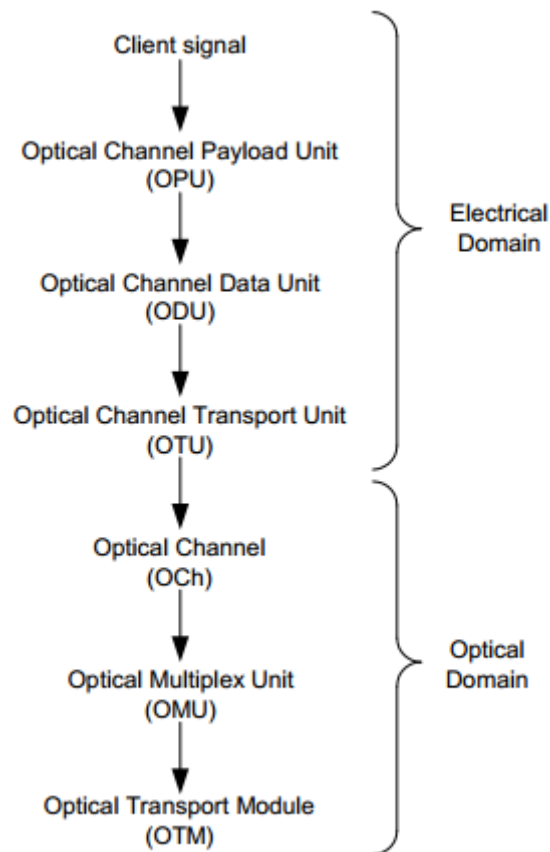 Client signal
Optical Channel Payload Unit
(OPU)
Electrical
Domain
Optical Channel Data Unit
(ODU)
Optical Channel Transport Unit
(OTU)
Optical Channel
(OCh)
Optical
Domain
Optical Multiplex Unit
(OMU)
Optical Transport Module
(OTM)